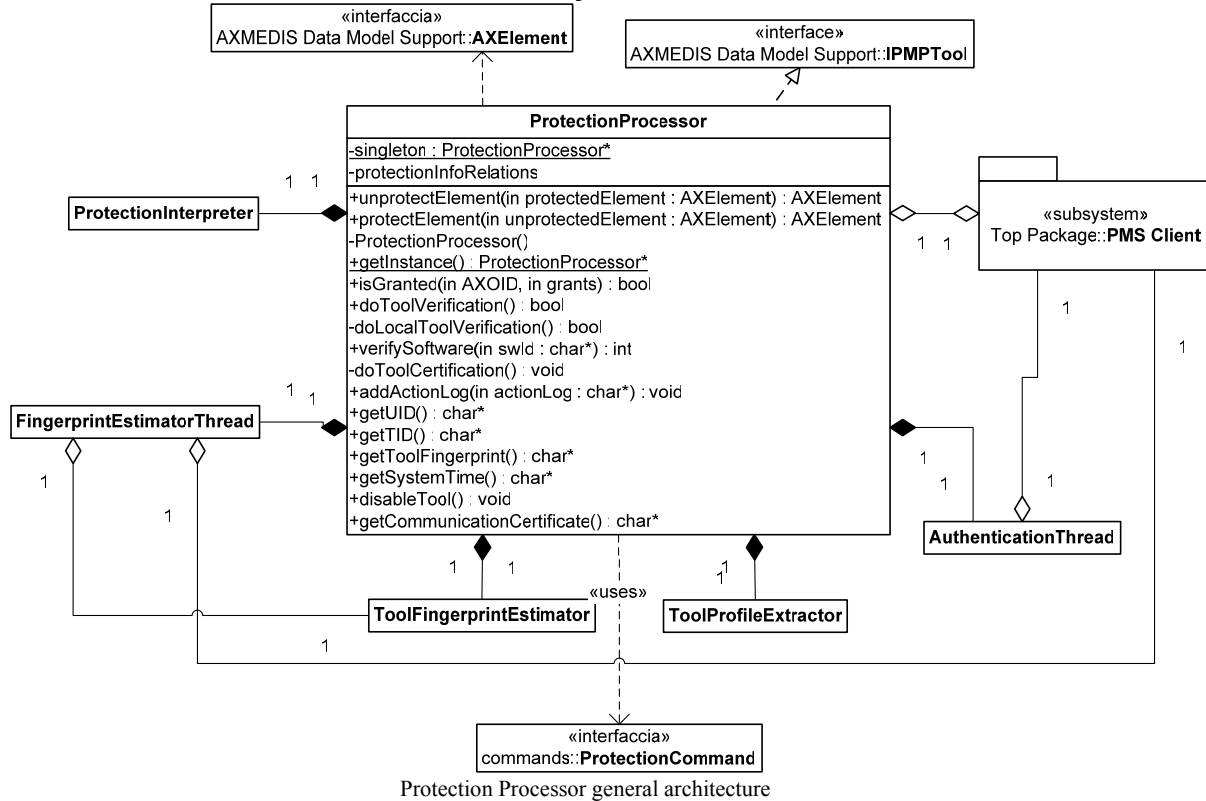 «interfaccia»
AXMEDIS Data Model Support::AXElement
«interface»
AXMEDIS Data Model Support::IPMPTool
ProtectionProcessor
-singleton : ProtectionProcessor*
-protectionInfoRelations
+unprotectElement(in protectedElement : AXElement) : AXElement
+protectElement(in unprotectedElement : AXElement) : AXElement
-ProtectionProcessor()
+getInstance() : ProtectionProcessor*
+isGranted(in AXOID, in grants) : bool
+doToolVerification() : bool
-doLocalToolVerification() : bool
+verifySoftware(in swId : char*) : int
-doToolCertification() : void
+addActionLog(in actionLog : char*) : void
+getUID() : char*
+getTID() : char*
+getToolFingerprint() : char*
+getSystemTime() : char*
+disableTool() : void
+getCommunicationCertificate() : char*
1 1
ProtectionInterpreter
«subsystem»
Top Package::PMS Client
1 1
1
1
1
1
FingerprintEstimatorThread
1
1
1
1
1
AuthenticationThread
1 1
«uses»
1
1
ToolFingerprintEstimator
ToolProfileExtractor
1
«interfaccia»
commands::ProtectionCommand
Protection Processor general architecture